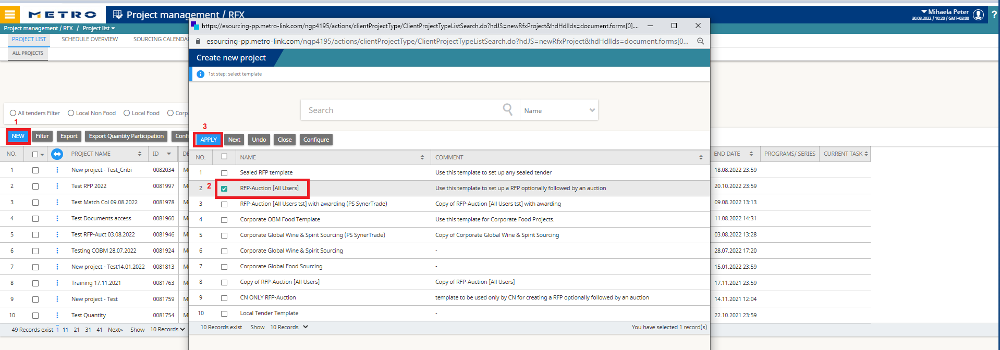 METRO
Project management / RFX
Mihaela Peter
30.08.2022 / 10:20 / GMT+03:00
?
Project management / RFX / Project list
PROJECT LIST SCHEDULE OVERVIEW SOURCING CALENDA
ALL PROJECTS
All tenders Filter Local Non Food Local Food Corp
1
NEW Filter Export Export Quantity Participation Confi
NO. PROJECT NAME ID DE
1 New project - Test_Cribi 0082034 M
2 Test RFP 2022 0081997 M
3 Test Match Col 09.08.2022 0081978 M
4 Test Documents access 0081960 M
5 Test RFP-Auct 03.08.2022 0081946 M
6 Testing COBM 28.07.2022 0081924 M
7 New project - Test14.01.2022 0081813 M
8 Training 17.11.2021 0081763 M
9 New project - Test 0081759 M
10 Test Quantity 0081754 M
49 Records exist 1 11 21 31 41 Next» Show 10 Records
https://esourcing-pp.metro-link.com/ngp4195/actions/clientProjectType/ClientProjectTypeListSearch.do?hdJS=newRfxProject&hdHdlIds=document.forms[0]....
esourcing-pp.metro-link.com/ngp4195/actions/clientProjectType/ClientProjectTypeListSearch.do?hdJS=newRfxProject&hdHdlIds=document.forms[0...
Create new project
1st step: select template
Search Name
3
APPLY Next Undo Close Configure
NO. NAME COMMENT
1 Sealed RFP template Use this template to set up any sealed tender
2
2 RFP-Auction [All Users] Use this template to set up a RFP optionally followed by an auction
3 RFP-Auction [All Users tst] with awarding (PS SynerTrade) Copy of RFP-Auction [All Users tst] with awarding
4 Corporate OBM Food Template Use this template for Corporate Food Projects.
5 Corporate Global Wine & Spirit Sourcing (PS SynerTrade) Copy of Corporate Global Wine & Spirit Sourcing
6 Corporate Global Wine & Spirit Sourcing -
7 Corporate Global Food Sourcing -
8 Copy of RFP-Auction [All Users] Copy of RFP-Auction [All Users]
9 CN ONLY RFP-Auction template to be used only by CN for creating a RFP optionally followed by an auction
10 Local Tender Template -
10 Records exist Show 10 Records You have selected 1 record(s)
END DATE PROGRAMS/ SERIES CURRENT TASK
18.08.2022 23:59
20.10.2022 23:59
09.08.2022 13:13
11.08.2022 14:31
03.08.2022 13:28
28.07.2022 17:20
15.01.2022 23:59
17.11.2021 23:59
14.11.2021 12:04
22.10.2021 23:59